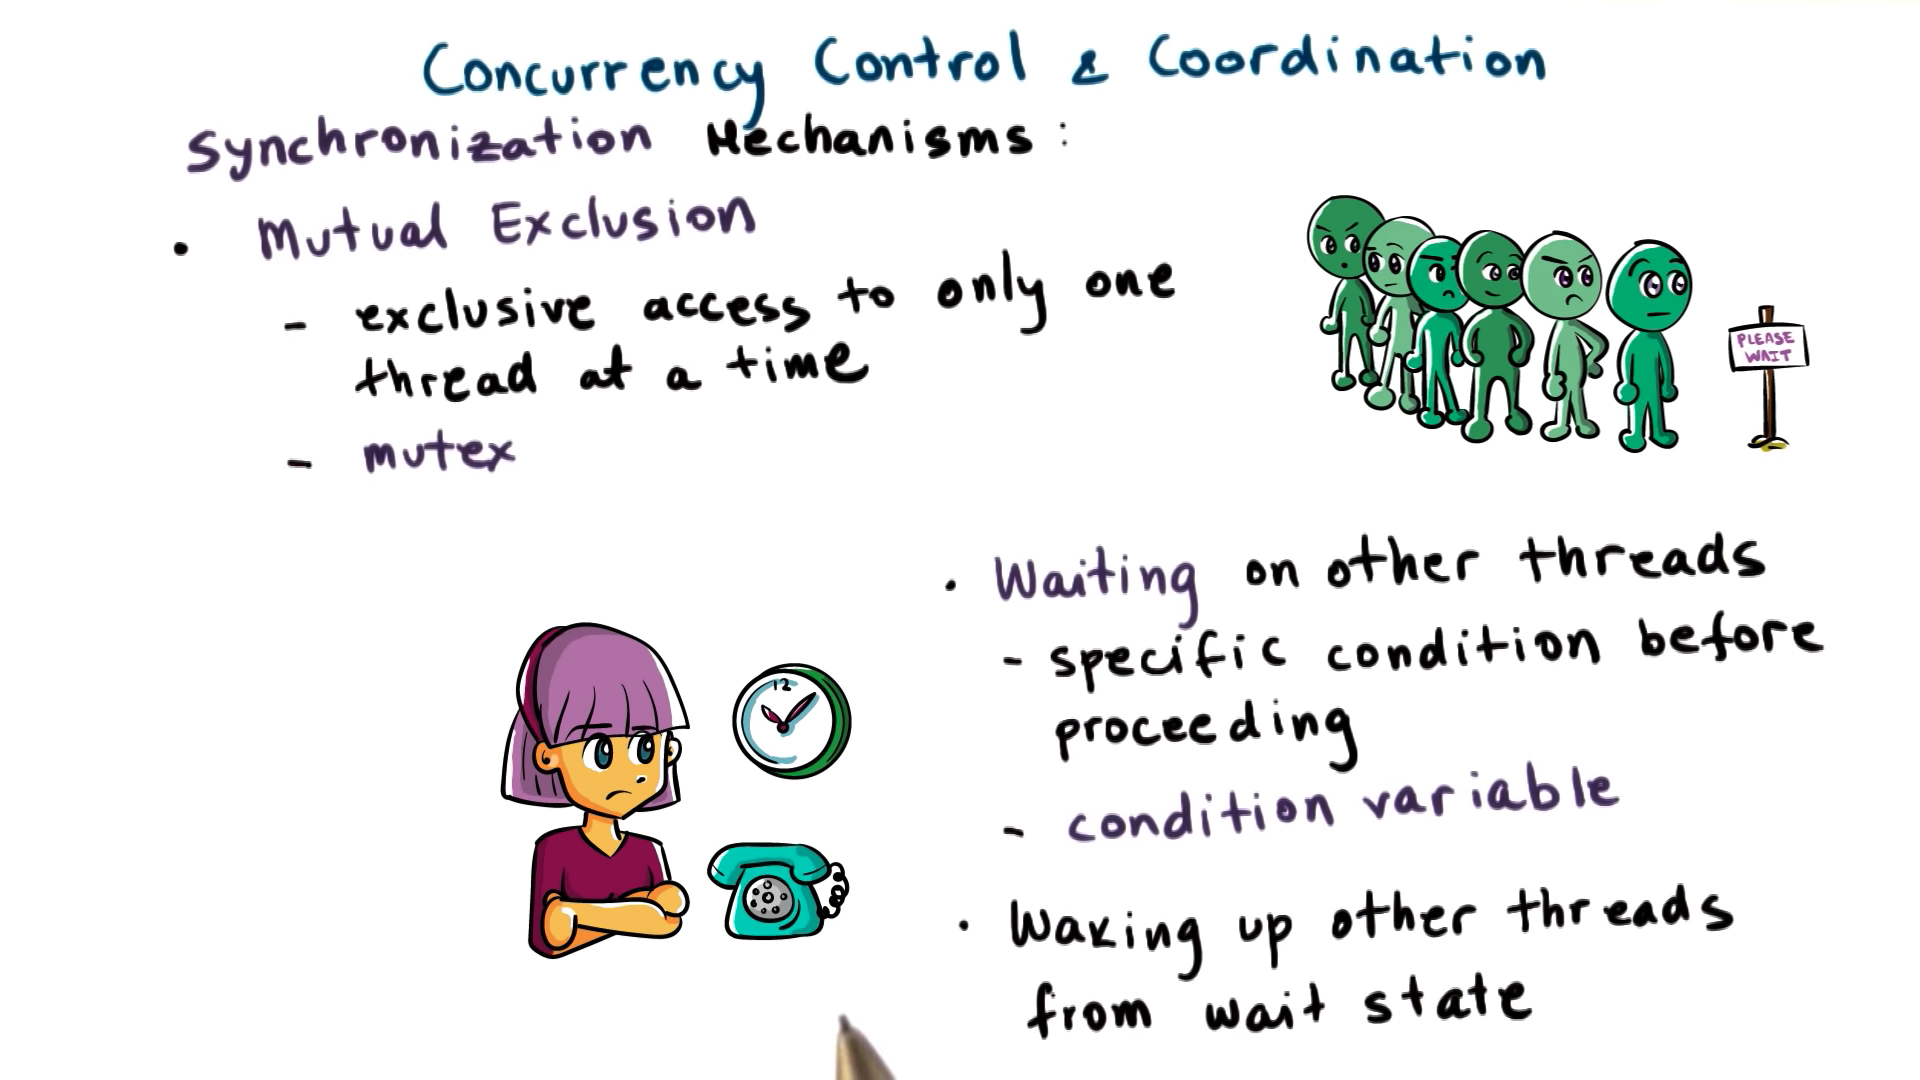 Concurrency Control & Coordination
Synchronization Mechanisms:
• Mutual Exclusion
- exclusive access to only one
thread at a time
- mutex
PLEASE
WAIT
• Waiting on other threads
- specific condition before
proceeding
- condition variable
12
• Waking up other threads
from wait state